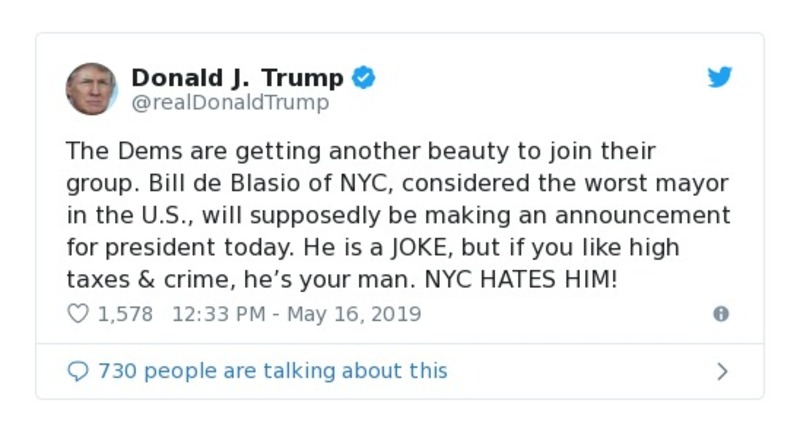 Donald J. Trump
@realDonaldTrump
The Dems are getting another beauty to join their
group. Bill de Blasio of NYC, considered the worst mayor
in the U.S., will supposedly be making an announcement
for president today. He is a JOKE, but if you like high
taxes & crime, he’s your man. NYC HATES HIM!
1,578 12:33 PM - May 16, 2019
730 people are talking about this